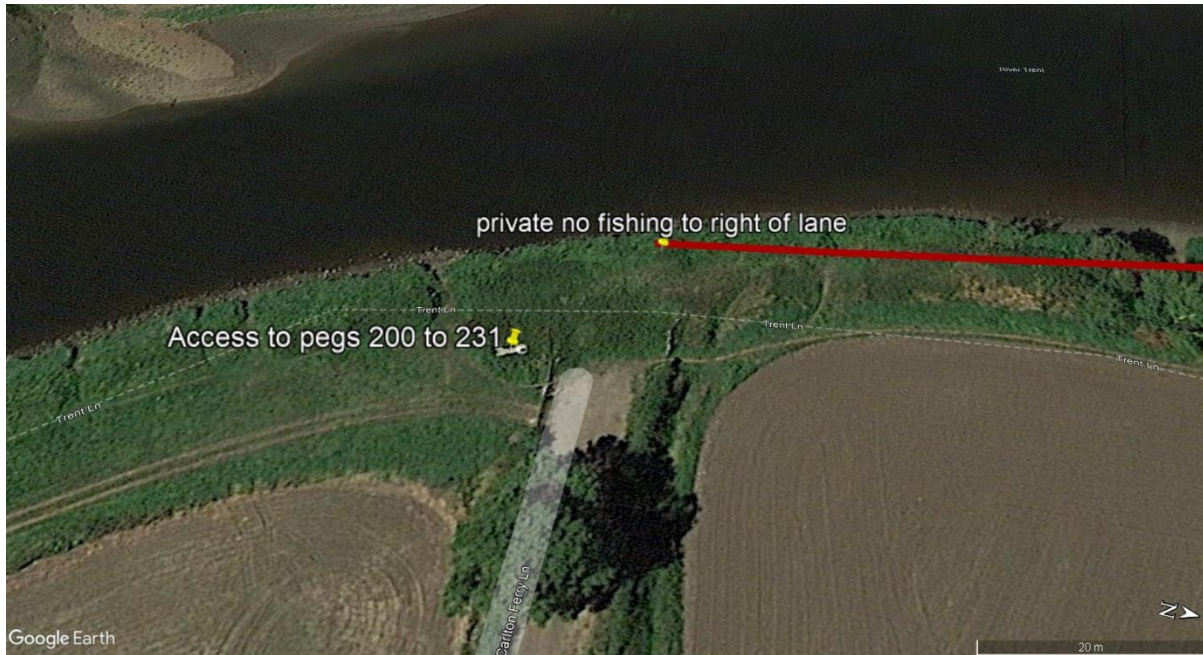 River Trent
private no fishing to right of lane
Trent Ln
Access to pegs 200 to 231
Trent Ln
Trent Ln
Trent Ln
Carlton Ferry Ln
N
Google Earth
20 m